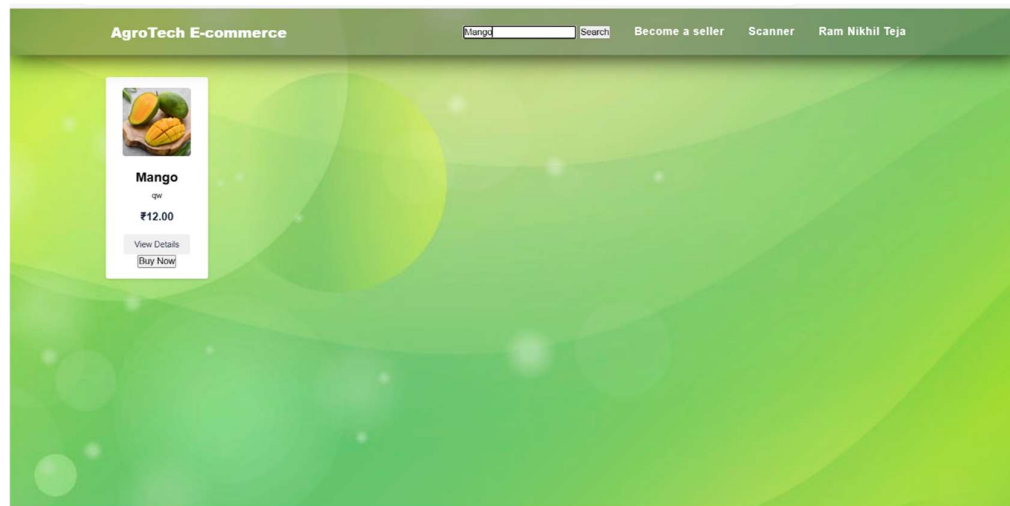 AgroTech E-commerce
Mango Search Become a seller Scanner Ram Nikhil Teja
Mango
qw
₹12.00
View Details
Buy Now